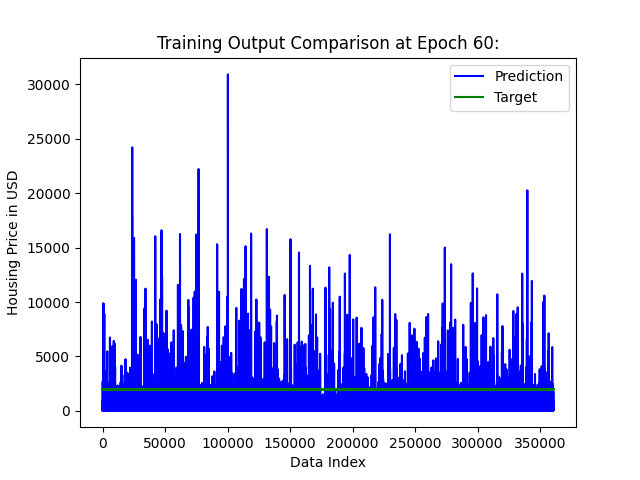 Training Output Comparison at Epoch 60:
Prediction
Target
Housing Price in USD
30000
25000
20000
15000
10000
5000
0
0 50000 100000 150000 200000 250000 300000 350000
Data Index